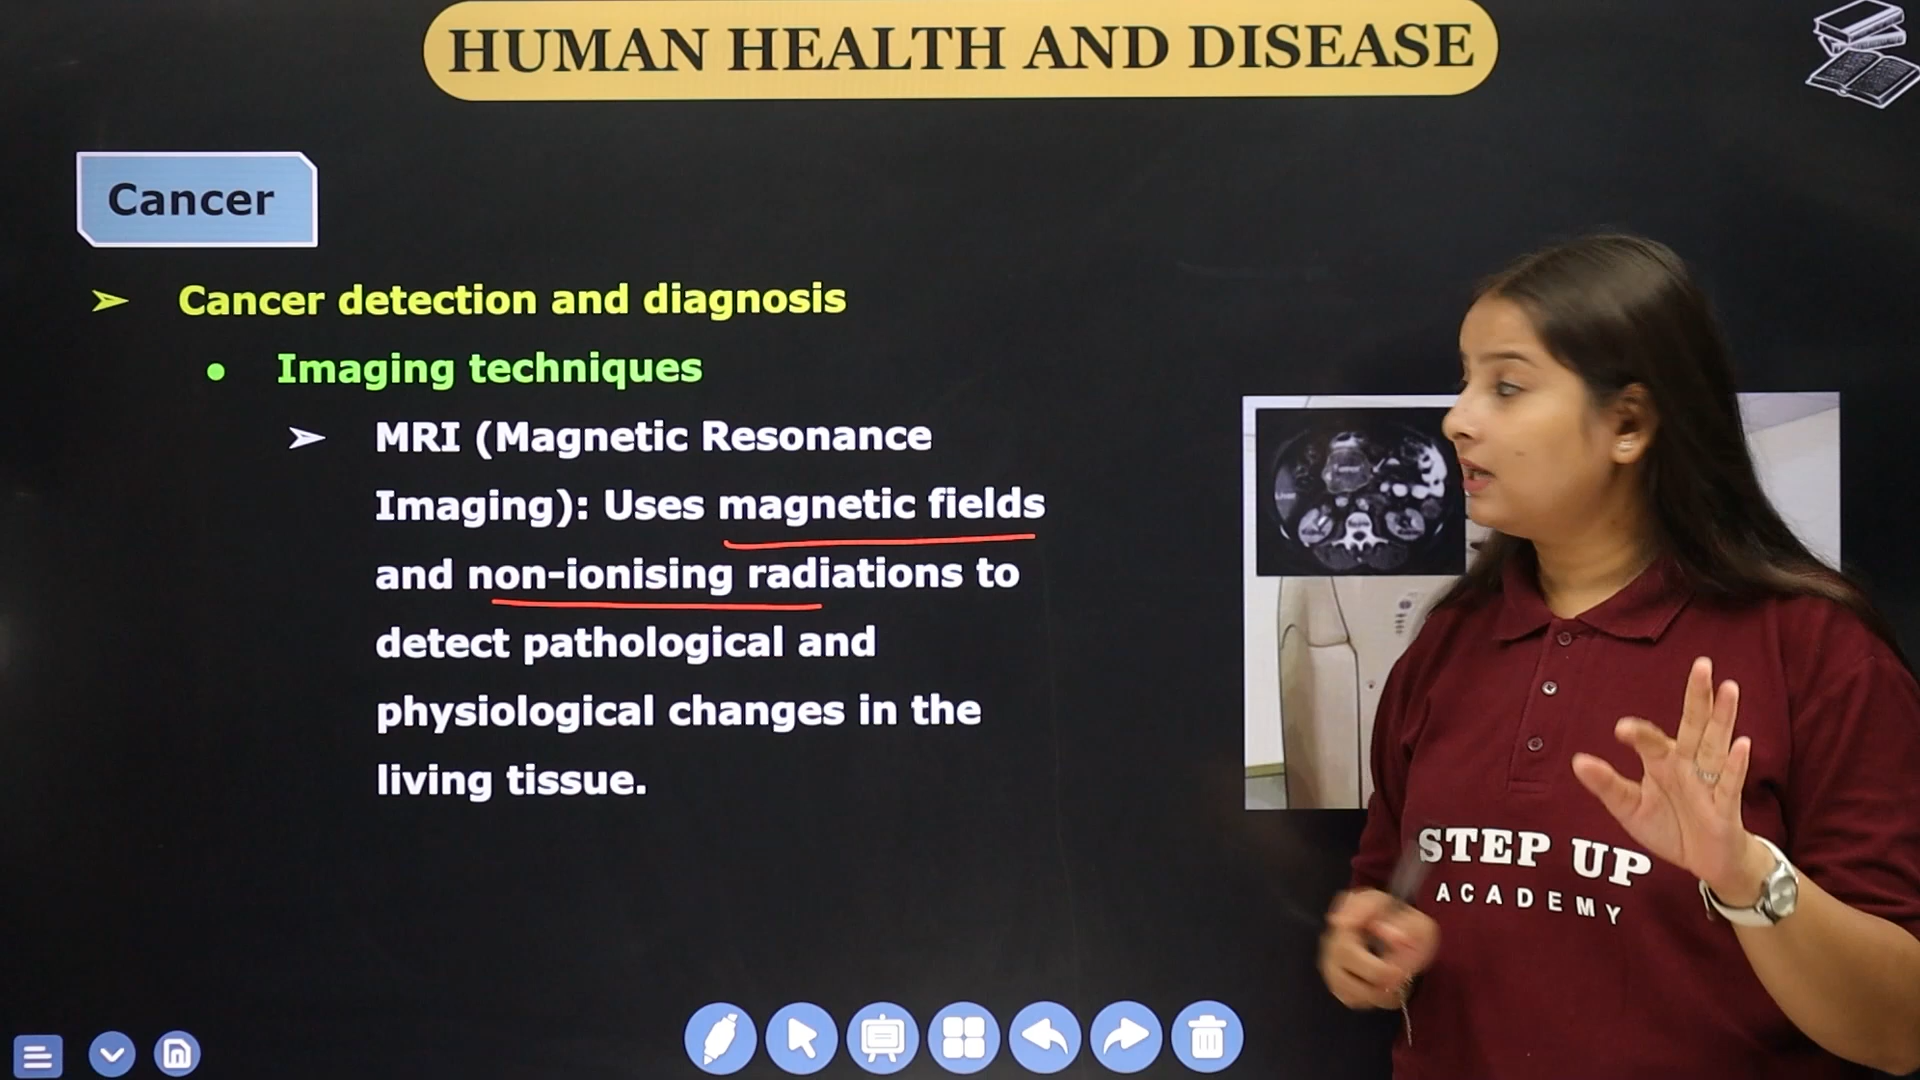 HUMAN HEALTH AND DISEASE
Cancer
➢ Cancer detection and diagnosis
• Imaging techniques
➢ MRI (Magnetic Resonance
Imaging): Uses magnetic fields
and non-ionising radiations to
detect pathological and
physiological changes in the
living tissue.
STEP UP
ACADEMY